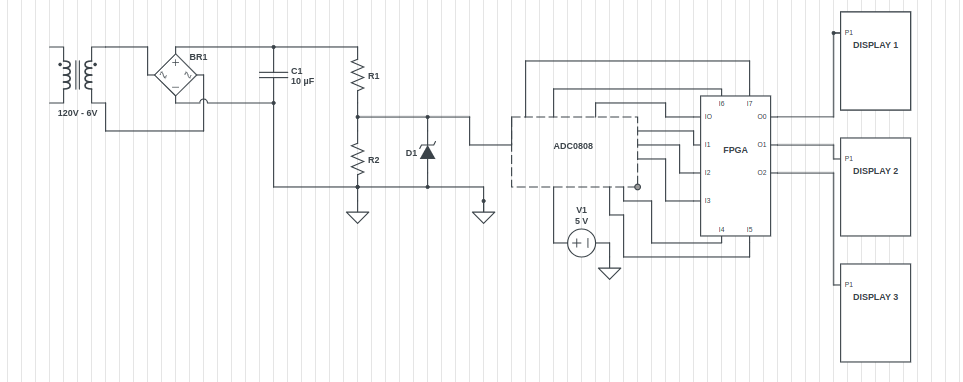 120V - 6V
BR1
C1
10 µF
R1
R2
D1
ADC0808
V1
5 V
I6
I7
IO
I1
I2
I3
I4
I5
FPGA
O0
O1
O2
P1
DISPLAY 1
P1
DISPLAY 2
P1
DISPLAY 3